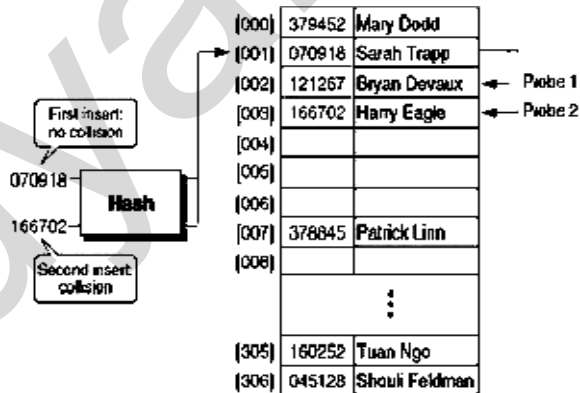 [000] 379452 Mary Dodd
[001] 070918 Sarah Trapp
[002] 121267 Bryan Devaux Probe 1
[003] 166702 Harry Eagle Probe 2
[004]
[005]
[006]
[007] 378845 Patrick Linn
[008]
[305] 160252 Tuan Ngo
[306] 045128 Shouli Feldman
First insert:
no collision
070918
Hash
166702
Second insert:
collision